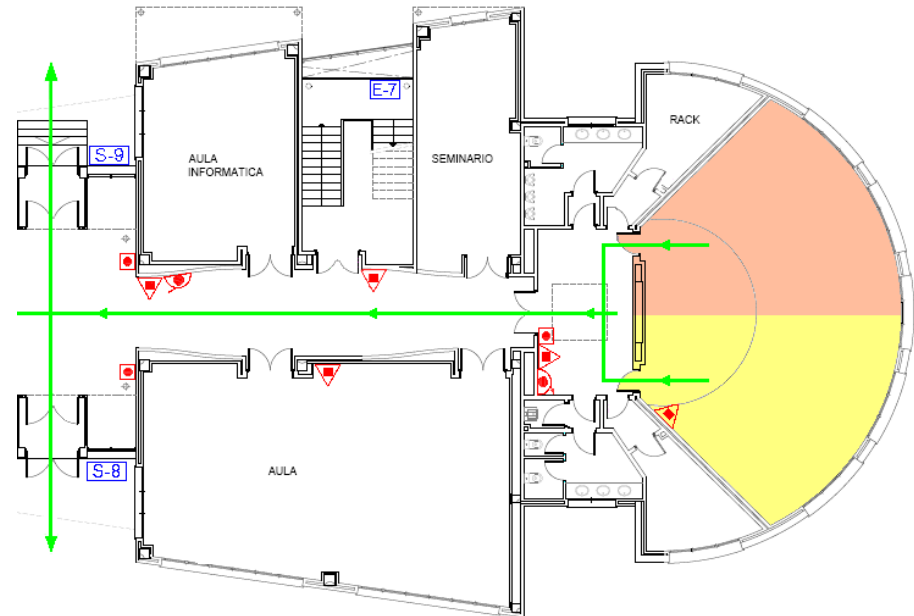 E-7
RACK
S-9
AULA
INFORMATICA
SEMINARIO
S-8
AULA